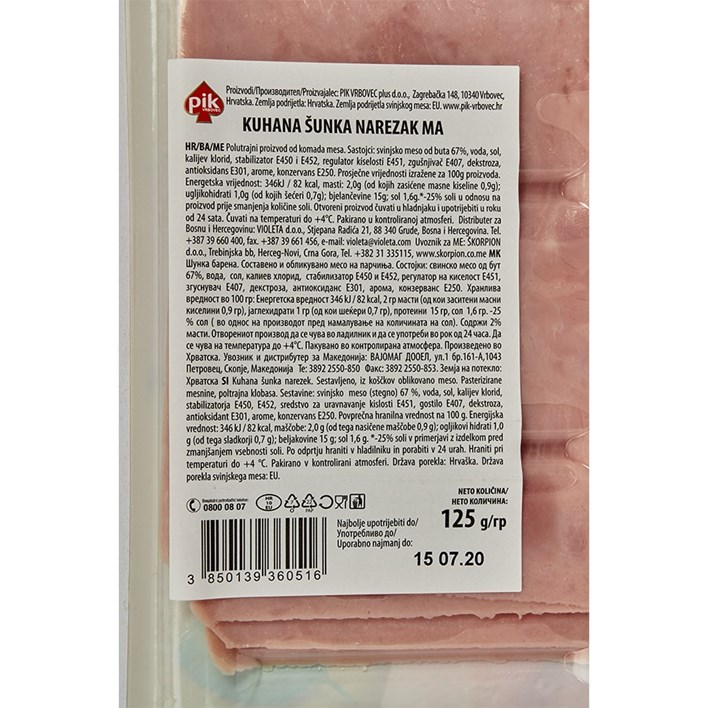 pik
VRBOVEC
Proizvodi/Производител/Proizvajalec: PIK VRBOVEC plus d.o.o., Zagrebačka 148, 10340 Vrbovec,
Hrvatska. Zemlja podrijetla: Hrvatska. Zemlja podrijetla svinjskog mesa: EU. www.pik-vrbovec.hr
KUHANA ŠUNKA NAREZAK MA
HR/BA/ME Polutrajni proizvod od komada mesa. Sastojci: svinjsko meso od buta 67%, voda, sol,
kalijev klorid, stabilizator E450 i E452, regulator kiselosti E451, zgušnjivač E407, dekstroza,
antioksidans E301, arome, konzervans E250. Prosječne vrijednosti izražene za 100g proizvoda.
Energetska vrijednost: 346kJ / 82 kcal, masti: 2,0g (od kojih zasićene masne kiseline 0,9g);
ugljikohidrati 1,0g (od kojih šećeri 0,7g); bjelančevine 15g; sol 1,6g.*-25% soli u odnosu na
proizvod prije smanjenja količine soli. Otvoreni proizvod čuvati u hladnjaku i upotrijebiti u roku
od 24 sata. Čuvati na temperaturi do +4°C. Pakirano u kontroliranoj atmosferi. Distributer za
Bosnu i Hercegovinu: VIOLETA d.o.o., Stjepana Radića 21, 88 340 Grude, Bosna i Hercegovina. Tel.
+387 39 660 400, fax. +387 39 661 456, e-mail: violeta@violeta.com Uvoznik za ME: ŠKORPION
d.o.o., Trebinjska bb, Herceg-Novi, Crna Gora, Tel. +382 31 335115, www.skorpion.co.me МК
Шунка барена. Составено и обликувано месо на парчиња. Состојки: свинско месо од бут
67%, вода, сол, калиев хлорид, стабилизатор E450 и E452, регулатор на киселост E451,
згуснувач E407, декстроза, антиоксиданс E301, арома, конзерванс E250. Хранлива
вредност во 100 гр: Енергетска вредност 346 kJ / 82 kcal, 2 гр масти (од кои заситени масни
киселини 0,9 гр), јаглехидрати 1 гр (од кои шеќери 0,7 гр), протеини 15 гр, сол 1,6 гр. -25
% сол ( во однос на производот пред намалување на количината на сол). Содржи 2%
масти. Отворениот производ да се чува во ладилник и да се употреби во рок од 24 часа. Да
се чува на температура до +4°C. Пакувано во контролирана атмосфера. Произведено во
Хрватска. Увозник и дистрибутер за Македонија: ВАЈОМАГ ДООЕЛ, ул.1 бр.161-А,1043
Петровец, Скопје, Македонија Те: 3892 2550-850 Факс: 3892 2550-853. Земја на потекло:
Хрватска SI Kuhana šunka narezek. Sestavljeno, iz koščkov oblikovano meso. Pasterizirane
mesnine, poltrajna klobasa. Sestavine: svinjsko meso (stegno) 67 %, voda, sol, kalijev klorid,
stabilizatorja E450, E452, sredstvo za uravnavanje kislosti E451, gostilo E407, dekstroza,
antioksidant E301, arome, konzervans E250. Povprečna hranilna vrednost na 100 g. Energijska
vrednost: 346 kJ / 82 kcal, maščobe: 2,0 g (od tega nasičene maščobe 0,9 g); ogljikovi hidrati 1,0
g (od tega sladkorji 0,7 g); beljakovine 15 g; sol 1,6 g. *-25% soli v primerjavi z izdelkom pred
zmanjšanjem vsebnosti soli. Po odprtju hraniti v hladilniku in porabiti v 24 urah. Hraniti pri
temperaturi do +4 °C. Pakirano v kontrolirani atmosferi. Država porekla: Hrvaška. Država
porekla svinjskega mesa: EU.
0800 08 07
HR
10
EU
PAP
NETO KOLIČINA/
НЕТО КОЛИЧИНА:
125 g/гр
Najbolje upotrijebiti do/
Употребливо до/
Uporabno najmanj do:
15 07.20
3 850139 360516